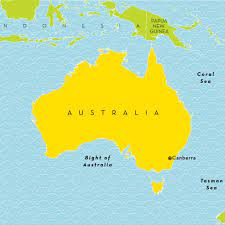 INDONESIA
PAPUA
NEW
GUINEA
Coral
Sea
AUSTRALIA
Bight of
Australia
Canberra
Tasman
Sea